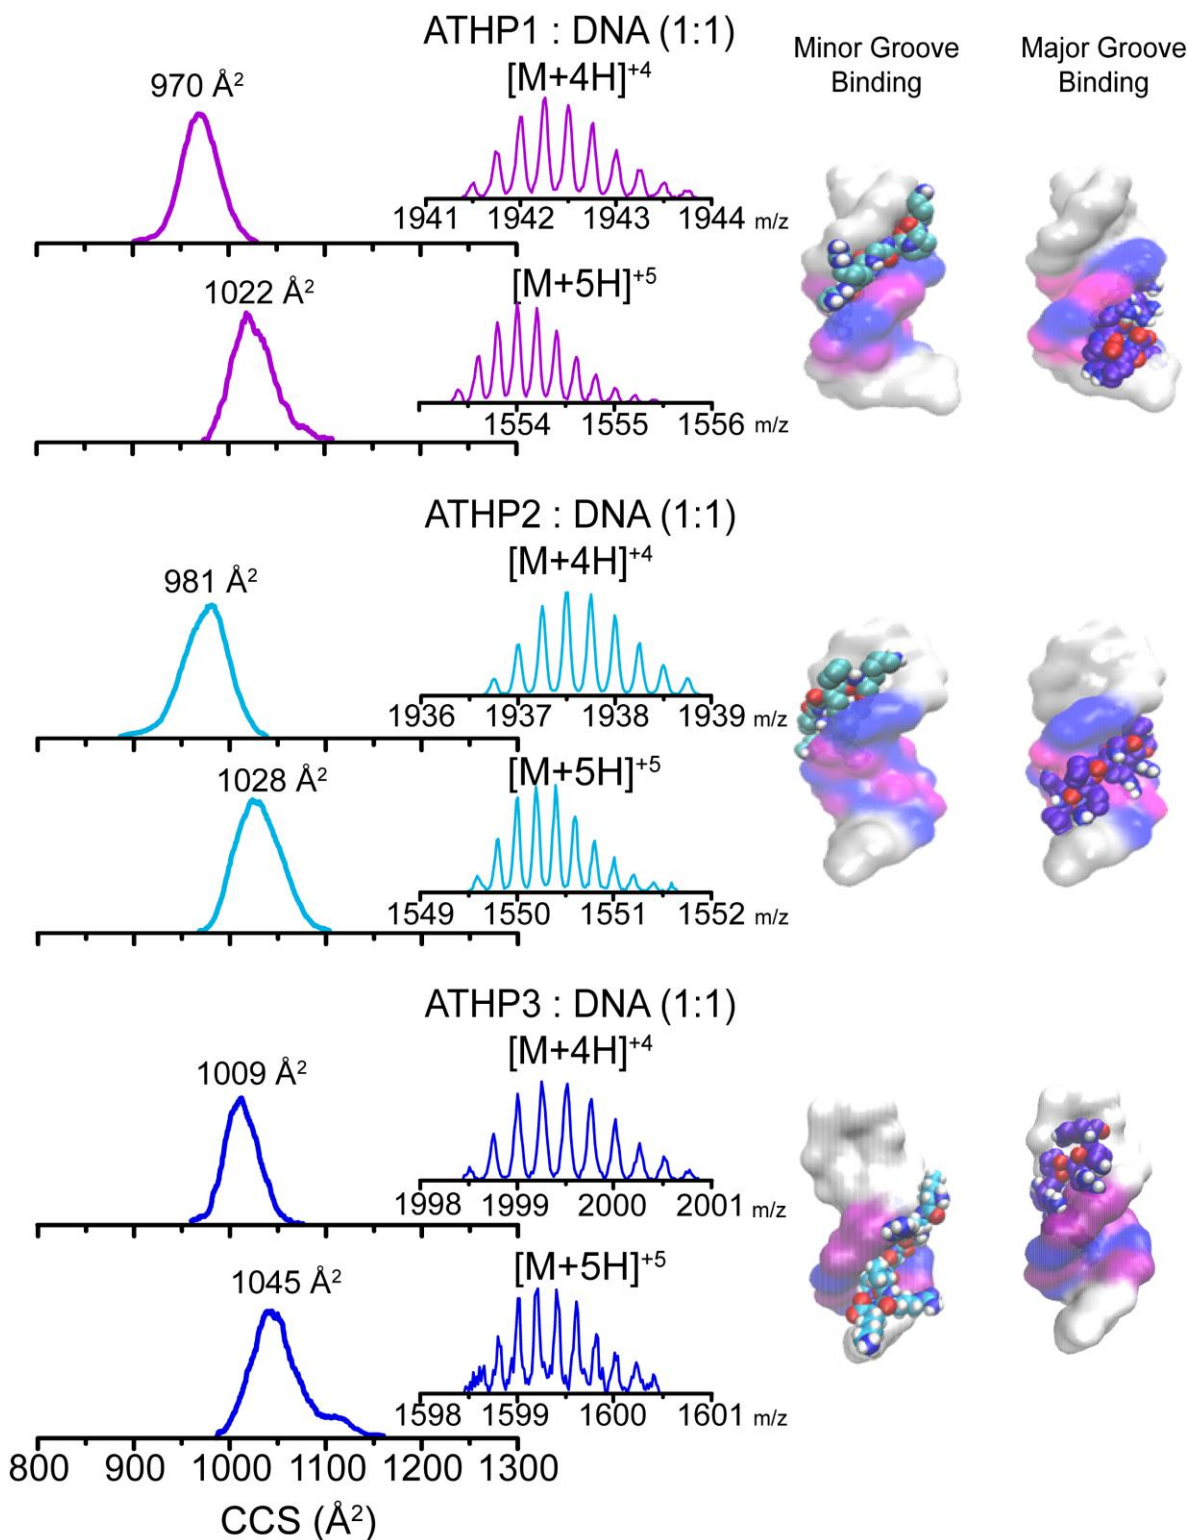 ATHP1 : DNA (1:1)
Minor Groove
Binding
Major Groove
Binding
970 Å²
[M+4H]⁺⁴
1941 1942 1943 1944 m/z
1022 Å²
[M+5H]⁺⁵
1554 1555 1556 m/z
ATHP2 : DNA (1:1)
981 Å²
[M+4H]⁺⁴
1936 1937 1938 1939 m/z
1028 Å²
[M+5H]⁺⁵
1549 1550 1551 1552 m/z
ATHP3 : DNA (1:1)
1009 Å²
[M+4H]⁺⁴
1998 1999 2000 2001 m/z
1045 Å²
[M+5H]⁺⁵
1598 1599 1600 1601 m/z
800 900 1000 1100 1200 1300
CCS (Å²)